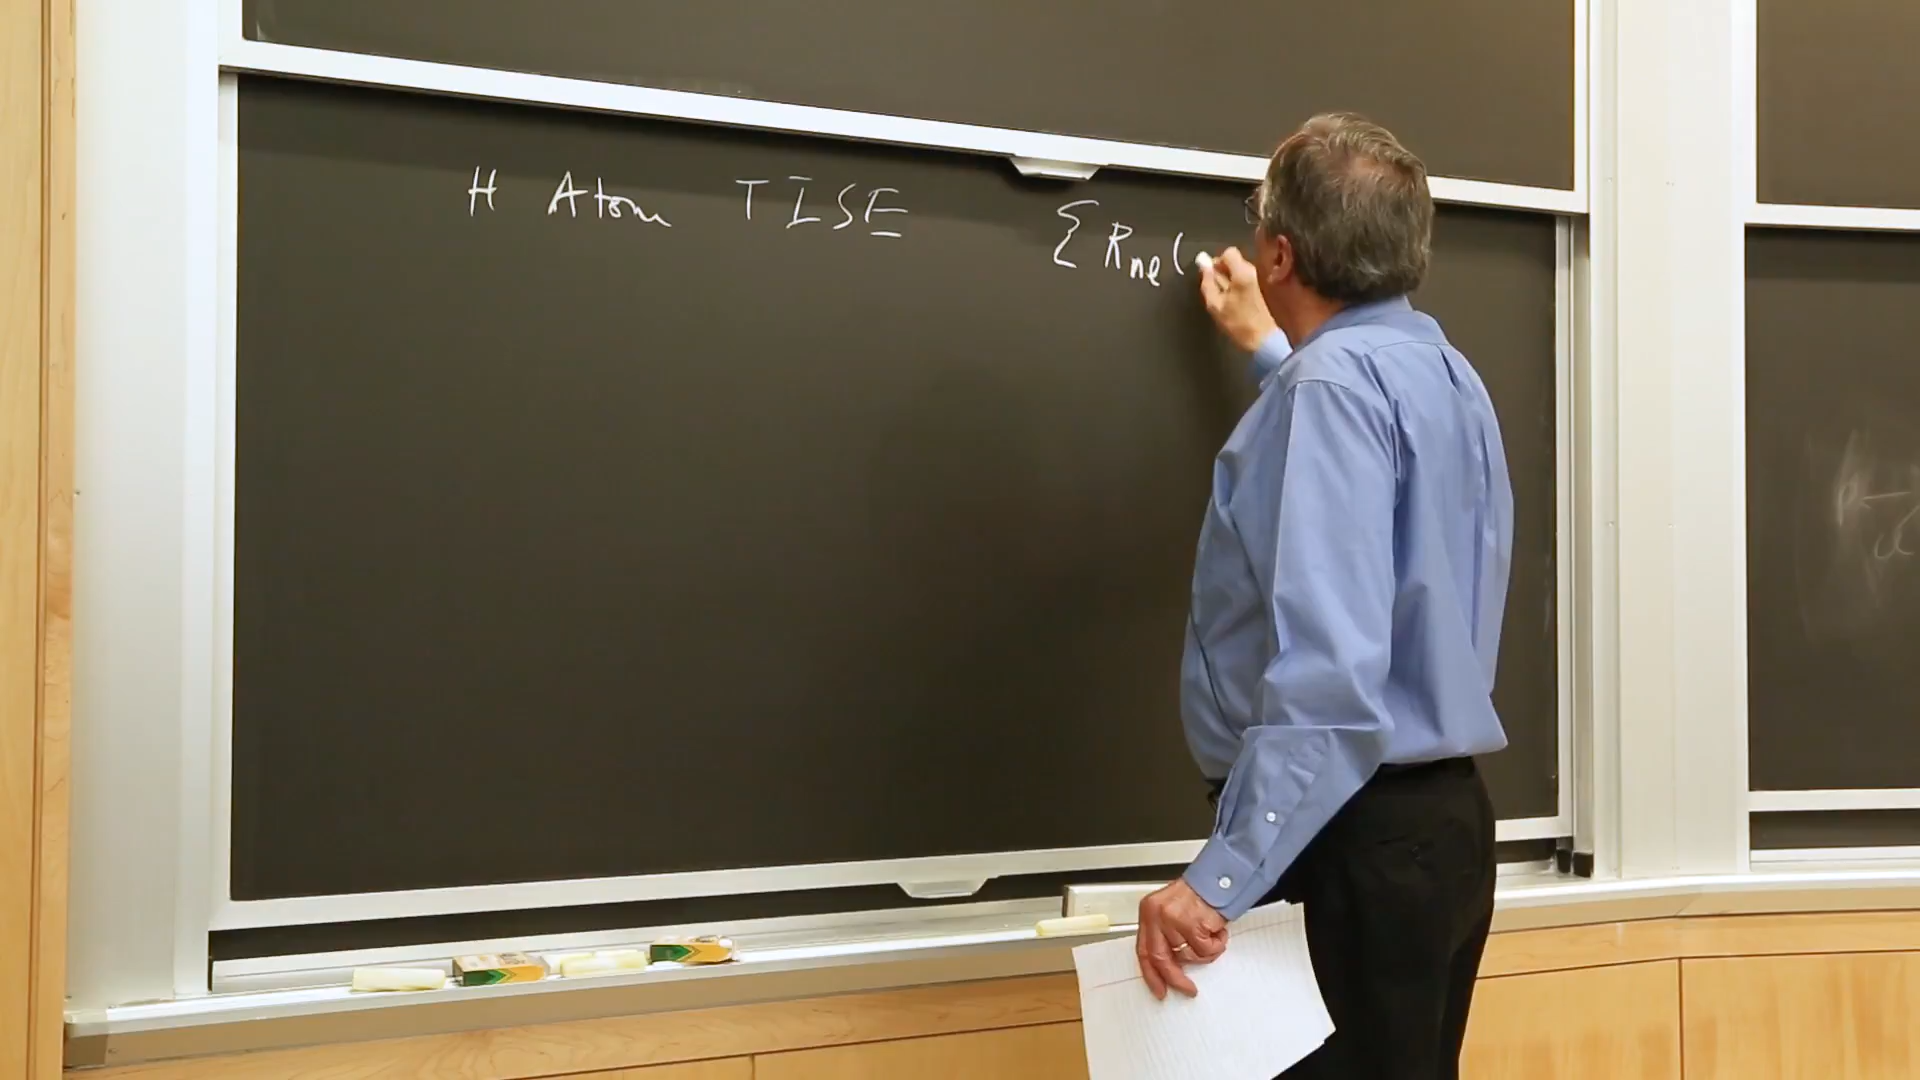 H Atom TISE { Rnl (